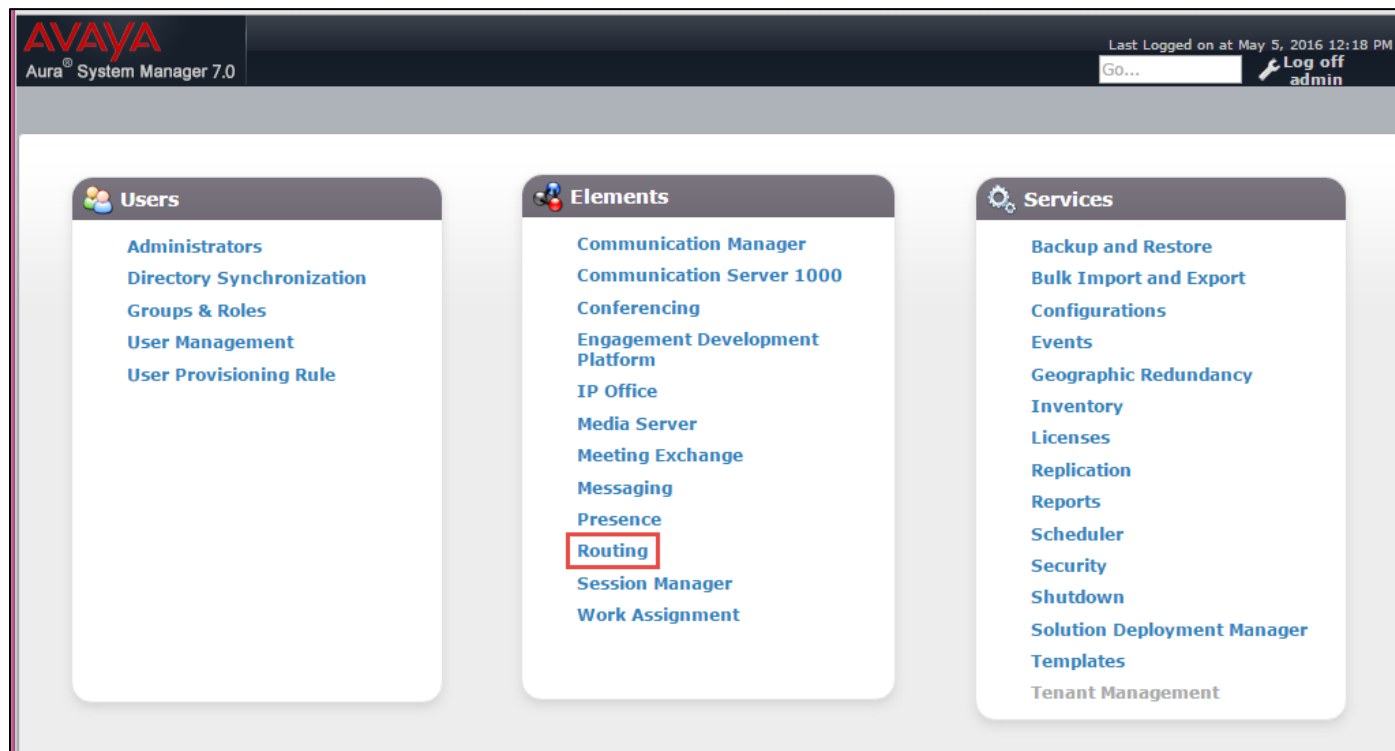 AVAYA
Aura® System Manager 7.0
Last Logged on at May 5, 2016 12:18 PM
Go...
Log off
admin
Users
Administrators
Directory Synchronization
Groups & Roles
User Management
User Provisioning Rule
Elements
Communication Manager
Communication Server 1000
Conferencing
Engagement Development
Platform
IP Office
Media Server
Meeting Exchange
Messaging
Presence
Routing
Session Manager
Work Assignment
Services
Backup and Restore
Bulk Import and Export
Configurations
Events
Geographic Redundancy
Inventory
Licenses
Replication
Reports
Scheduler
Security
Shutdown
Solution Deployment Manager
Templates
Tenant Management